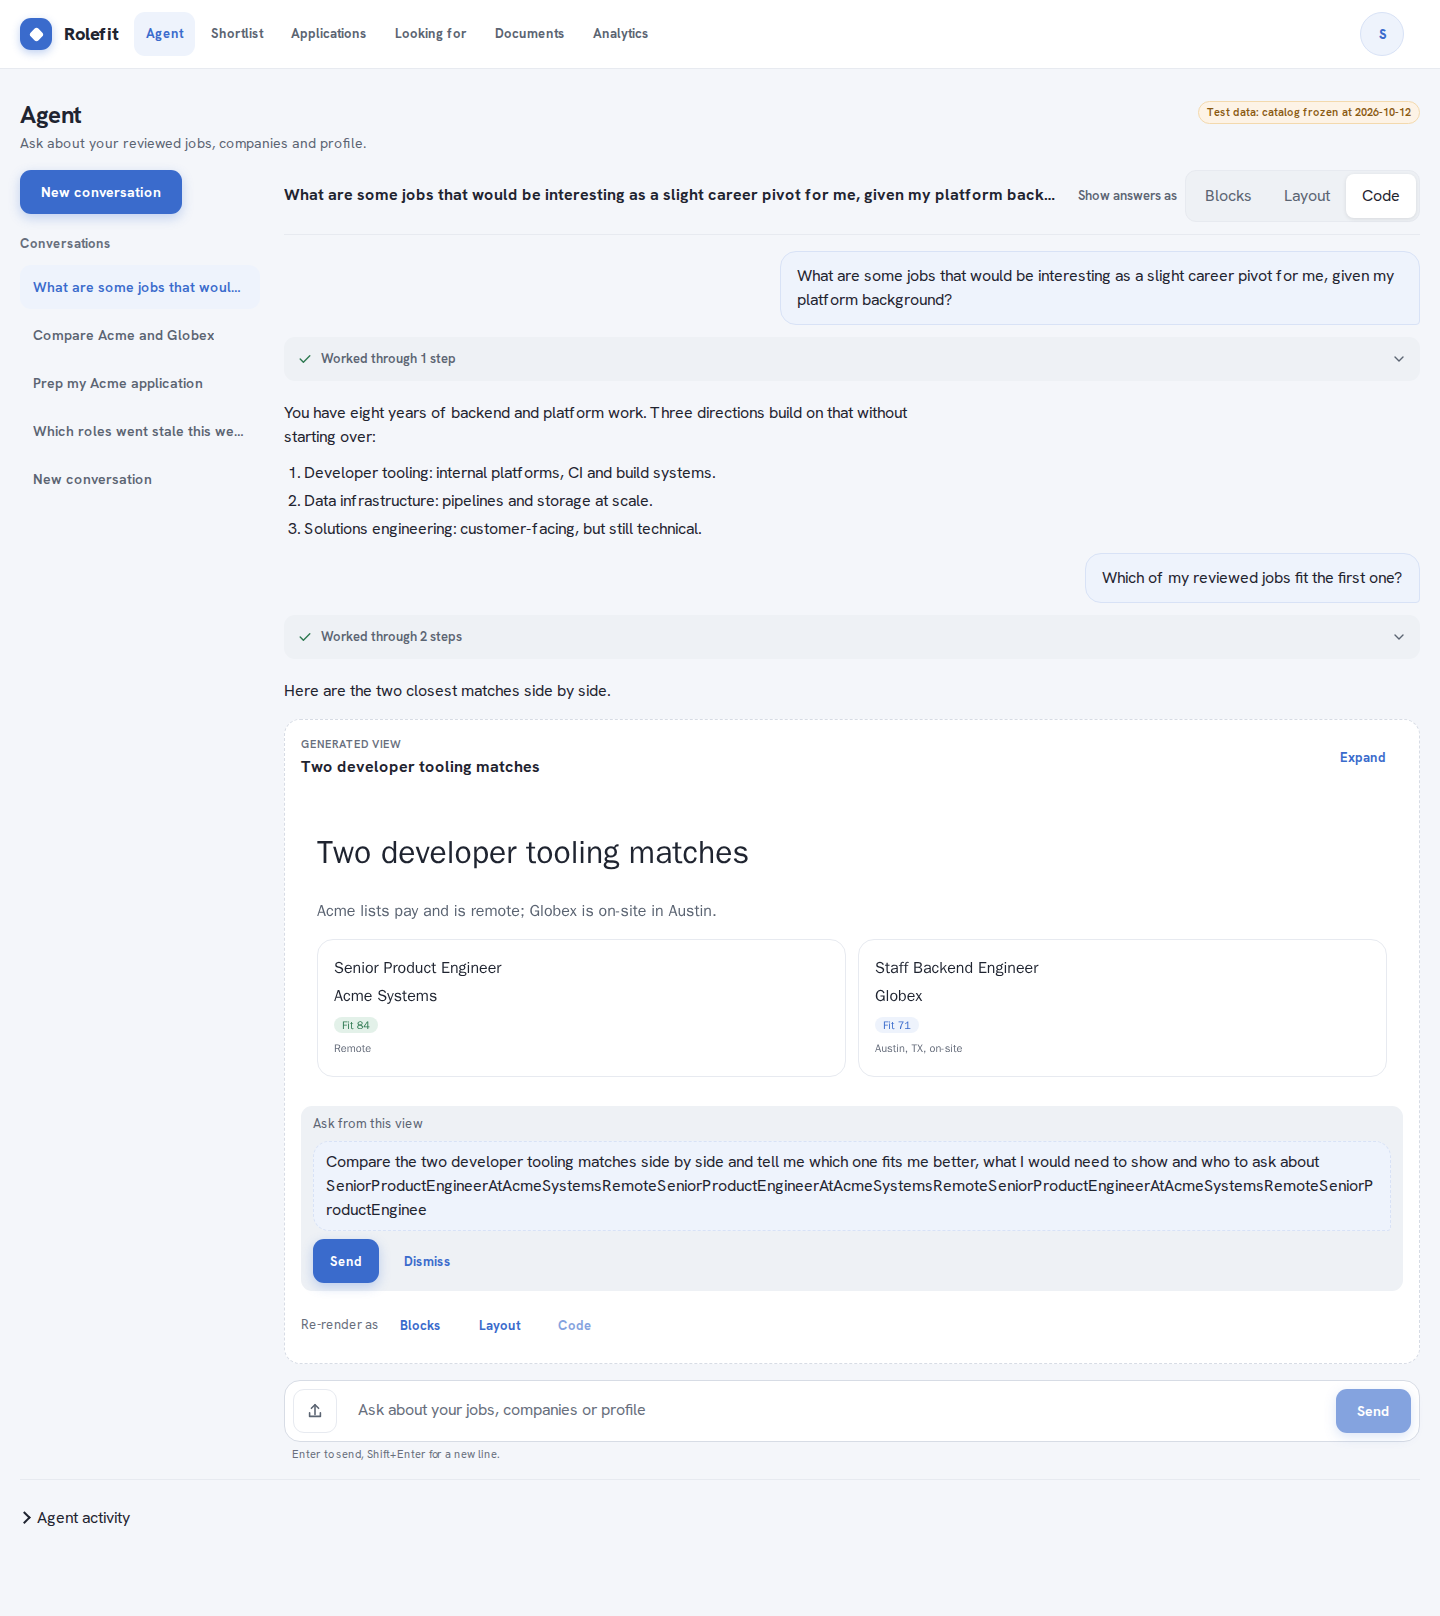 Rolefit
Agent
Shortlist
Applications
Looking for
Documents
Analytics
S
Agent
Test data: catalog frozen at 2026-10-12
Ask about your reviewed jobs, companies and profile.
New conversation
What are some jobs that would be interesting as a slight career pivot for me, given my platform back...
Show answers as
Blocks
Layout
Code
Conversations
What are some jobs that woul...
Compare Acme and Globex
Prep my Acme application
Which roles went stale this we...
New conversation
What are some jobs that would be interesting as a slight career pivot for me, given my
platform background?
Worked through 1 step
You have eight years of backend and platform work. Three directions build on that without
starting over:
1. Developer tooling: internal platforms, CI and build systems.
2. Data infrastructure: pipelines and storage at scale.
3. Solutions engineering: customer-facing, but still technical.
Which of my reviewed jobs fit the first one?
Worked through 2 steps
Here are the two closest matches side by side.
GENERATED VIEW
Two developer tooling matches
Expand
Two developer tooling matches
Acme lists pay and is remote; Globex is on-site in Austin.
Senior Product Engineer
Acme Systems
Fit 84
Remote
Staff Backend Engineer
Globex
Fit 71
Austin, TX, on-site
Ask from this view
Compare the two developer tooling matches side by side and tell me which one fits me better, what I would need to show and who to ask about
SeniorProductEngineerAtAcmeSystemsRemoteSeniorProductEngineerAtAcmeSystemsRemoteSeniorProductEngineerAtAcmeSystemsRemoteSeniorP
roductEnginee
Send
Dismiss
Re-render as
Blocks
Layout
Code
Ask about your jobs, companies or profile
Send
Enter to send, Shift+Enter for a new line.
Agent activity